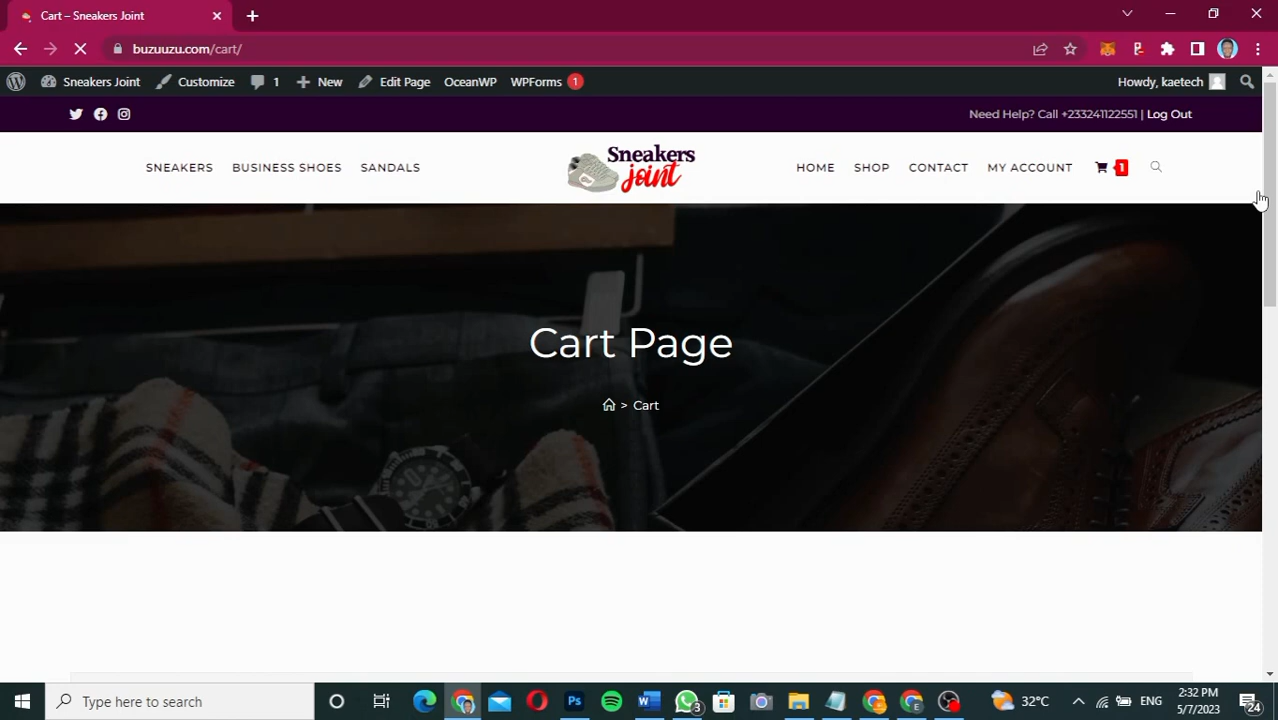 Cart – Sneakers Joint
buzuuzu.com/cart/
Sneakers Joint
Customize
1
New
Edit Page
OceanWP
WPForms
1
Howdy, kaetech
Need Help? Call +233241122551 | Log Out
SNEAKERS
BUSINESS SHOES
SANDALS
Sneakers
joint
HOME
SHOP
CONTACT
MY ACCOUNT
1
Cart Page
> Cart
Type here to search
3
32°C
ENG
2:32 PM
5/7/2023
24